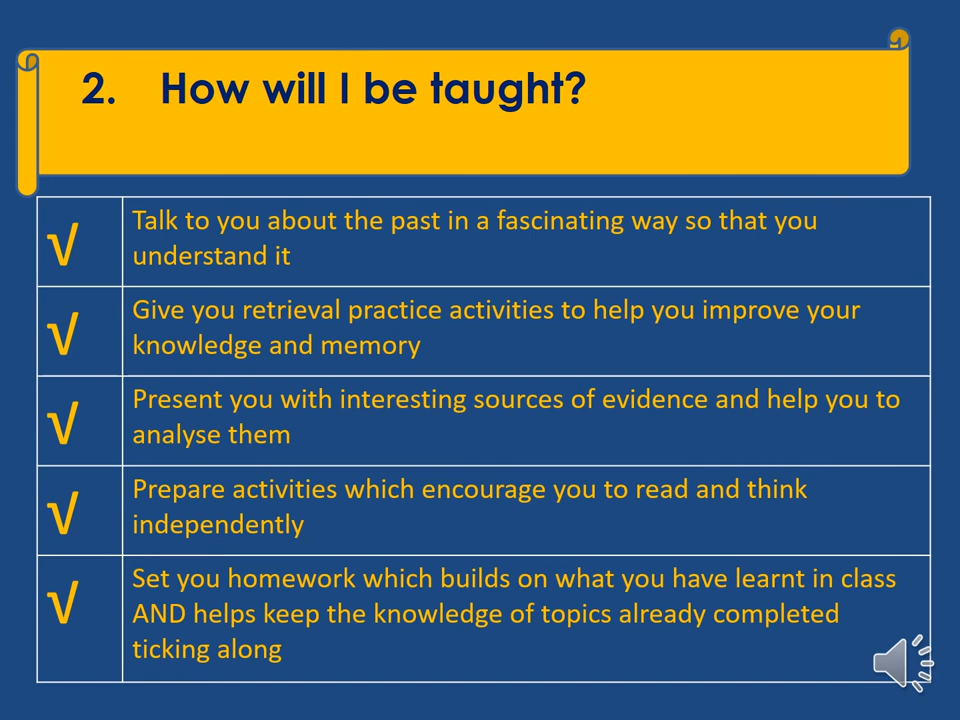 2. How will I be taught?
√
Talk to you about the past in a fascinating way so that you
understand it
√
Give you retrieval practice activities to help you improve your
knowledge and memory
√
Present you with interesting sources of evidence and help you to
analyse them
√
Prepare activities which encourage you to read and think
independently
√
Set you homework which builds on what you have learnt in class
AND helps keep the knowledge of topics already completed
ticking along